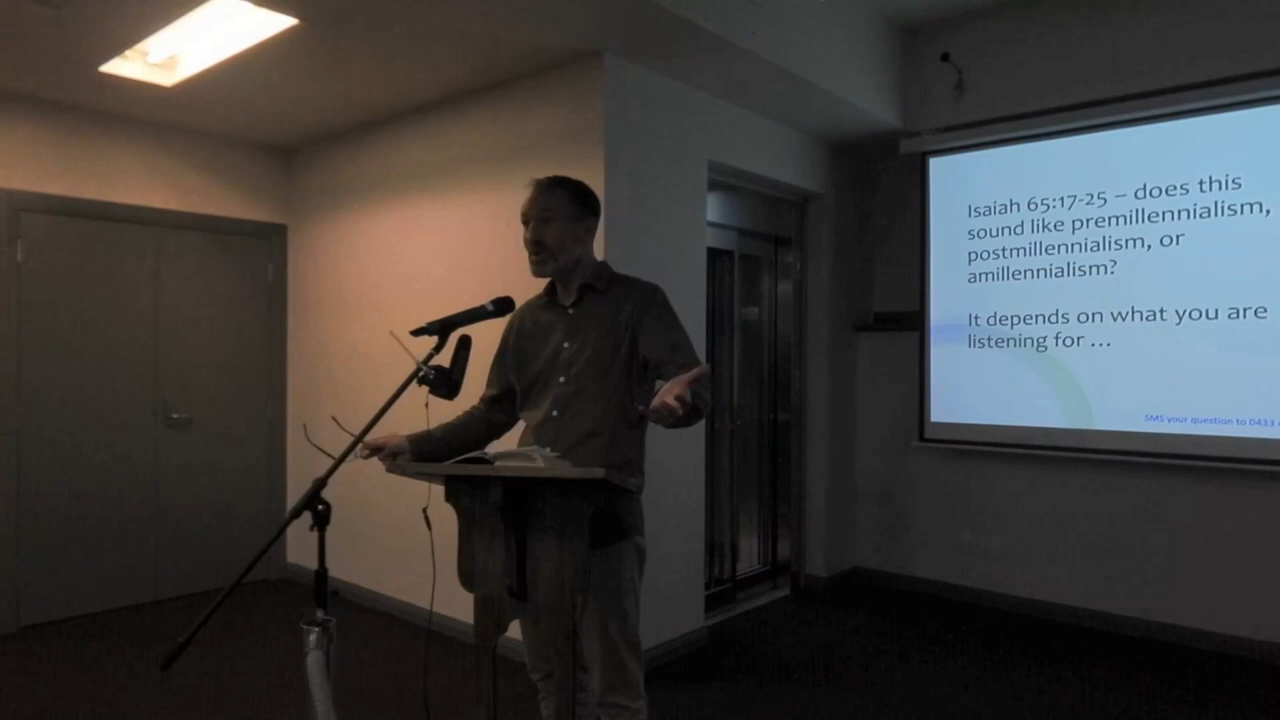 Isaiah 65:17-25 – does this
sound like premillennialism,
postmillennialism, or
amillennialism?
It depends on what you are
listening for ...
SMS your question to 0433